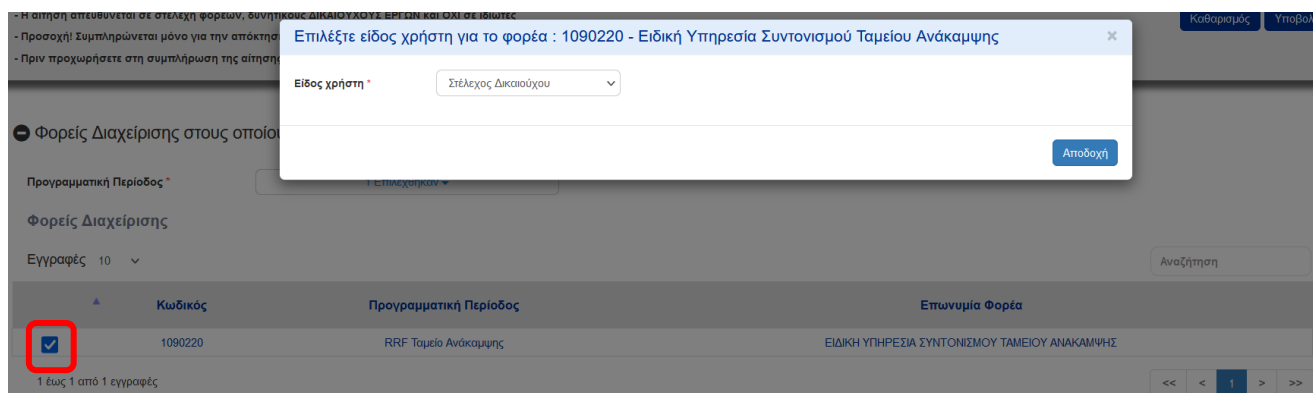 - Η αίτηση απευθύνεται σε στελέχη φορέων, δυνητικούς ΔΙΚΑΙΟΥΧΟΥΣ ΕΡΓΩΝ και ΟΧΙ σε ιδιώτες
Καθαρισμός Υποβολ
- Προσοχή! Συμπληρώνεται μόνο για την απόκτησ
- Πριν προχωρήσετε στη συμπλήρωση της αίτησης
Επιλέξτε είδος χρήστη για το φορέα : 1090220 - Ειδική Υπηρεσία Συντονισμού Ταμείου Ανάκαμψης ×
Είδος χρήστη * Στέλεχος Δικαιούχου
Αποδοχή
Φορείς Διαχείρισης στους οποίου
Προγραμματική Περίοδος * 1 Επιλέχθηκαν
Φορείς Διαχείρισης
Εγγραφές 10 Αναζήτηση
Κωδικός Προγραμματική Περίοδος Επωνυμία Φορέα
1090220 RRF Ταμείο Ανάκαμψης ΕΙΔΙΚΗ ΥΠΗΡΕΣΙΑ ΣΥΝΤΟΝΙΣΜΟΥ ΤΑΜΕΙΟΥ ΑΝΑΚΑΜΨΗΣ
1 έως 1 από 1 εγγραφές << < 1 > >>